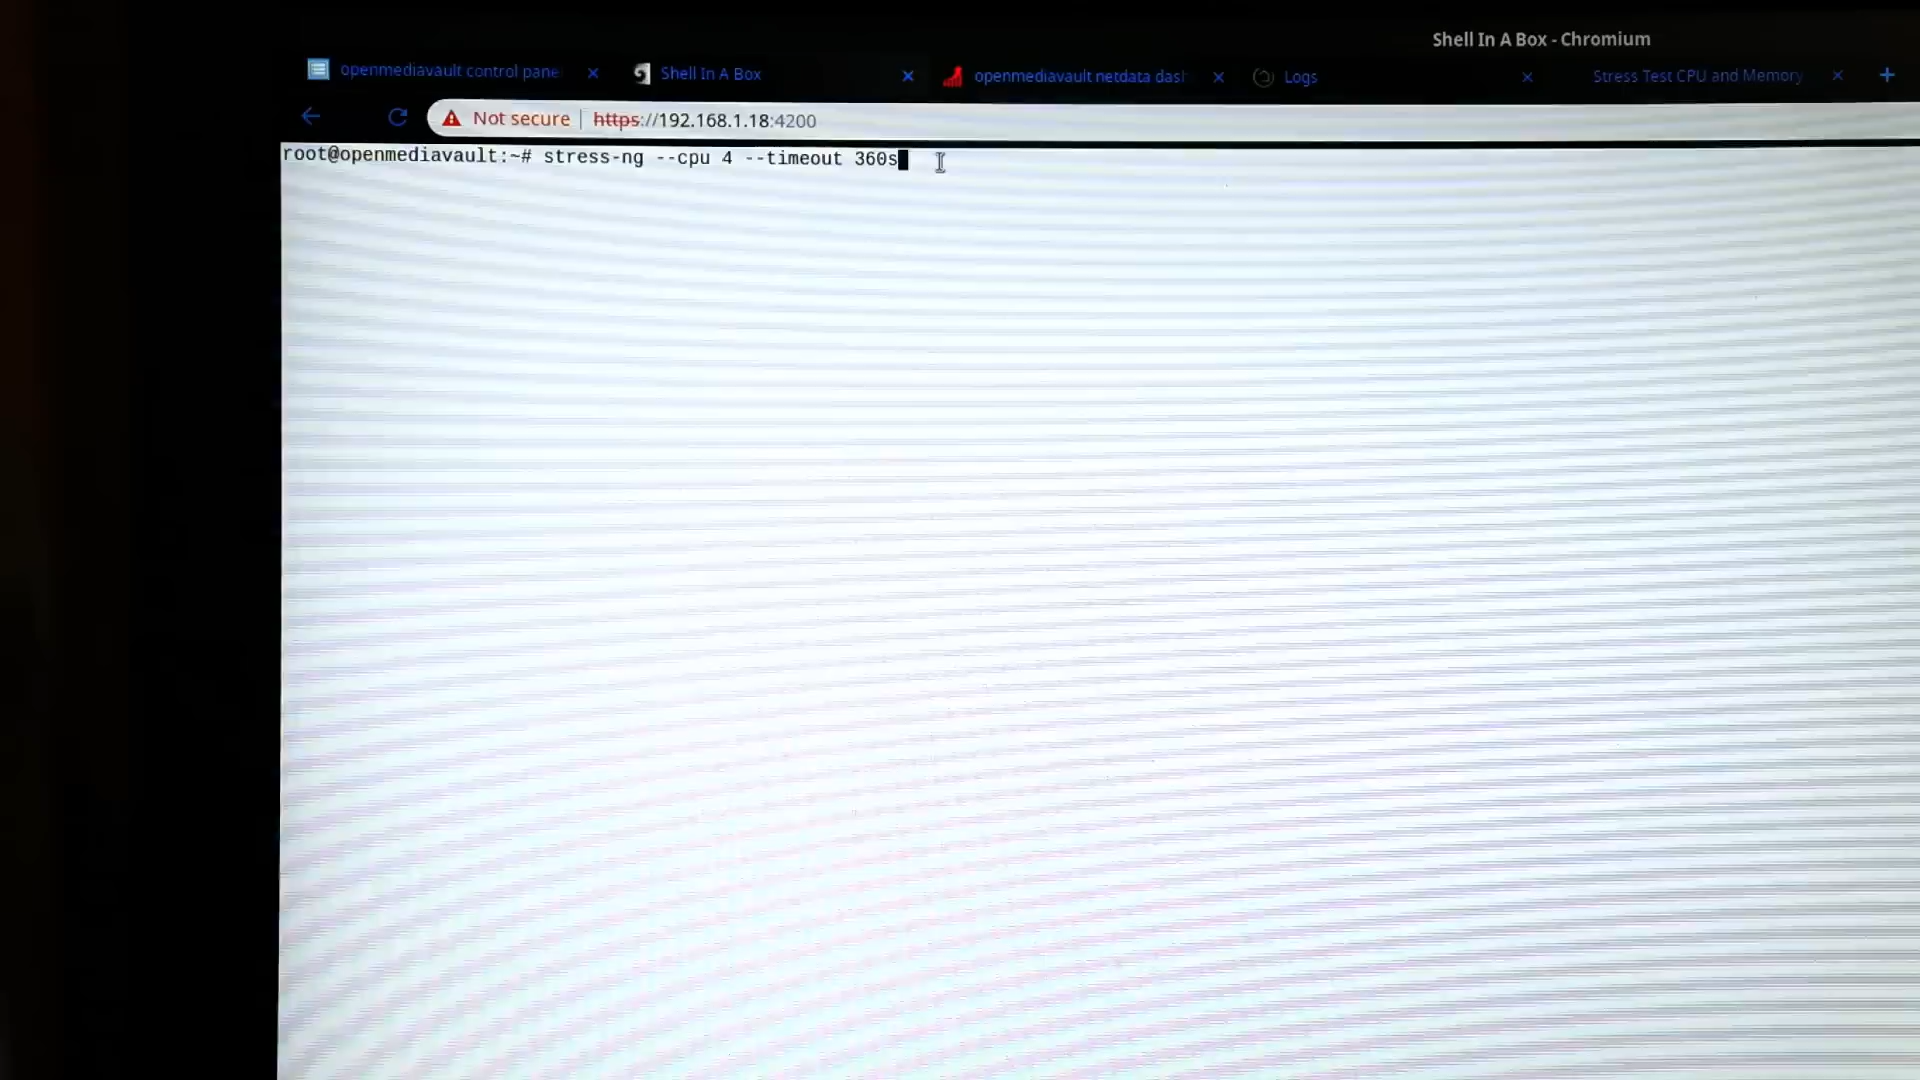 Shell In A Box - Chromium
openmediavault control pane
Shell In A Box
openmediavault netdata dash
Logs
Stress Test CPU and Memory
Not secure | https://192.168.1.18:4200
root@openmediavault:~# stress-ng --cpu 4 --timeout 360s